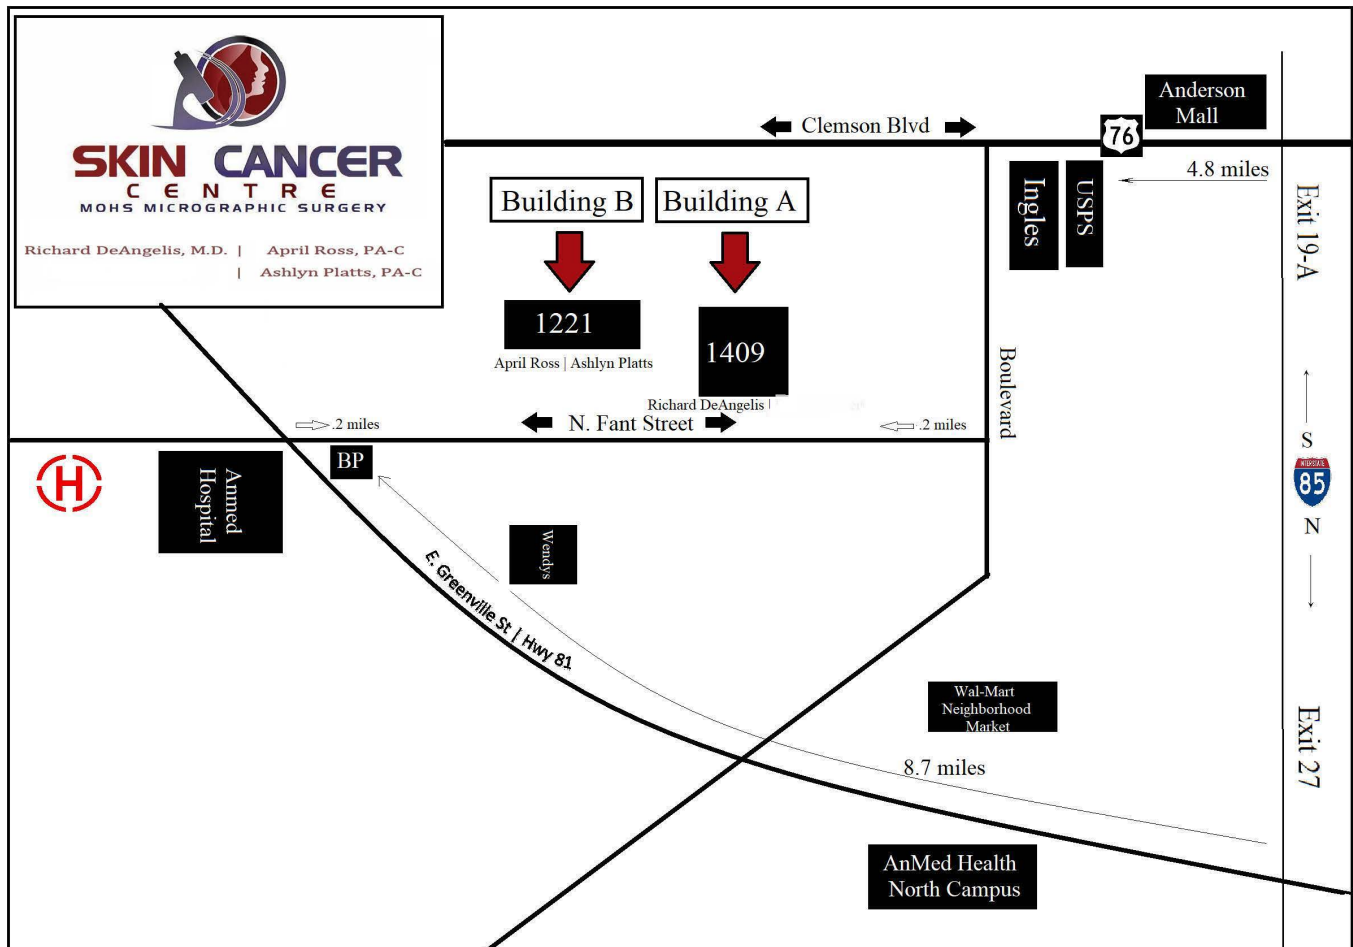 SKIN CANCER
CENTRE
MOHS MICROGRAPHIC SURGERY
Richard DeAngelis, M.D. | April Ross, PA-C
| Ashlyn Platts, PA-C
Clemson Blvd
76
Anderson
Mall
4.8 miles
Ingles
USPS
Exit 19-A
Building B
Building A
1221
April Ross | Ashlyn Platts
1409
Richard DeAngelis |
Boulevard
.2 miles
N. Fant Street
.2 miles
S
INTERSTATE
85
N
H
Anmed
Hospital
BP
Wendys
E. Greenville St | Hwy 81
Wal-Mart
Neighborhood
Market
8.7 miles
Exit 27
AnMed Health
North Campus